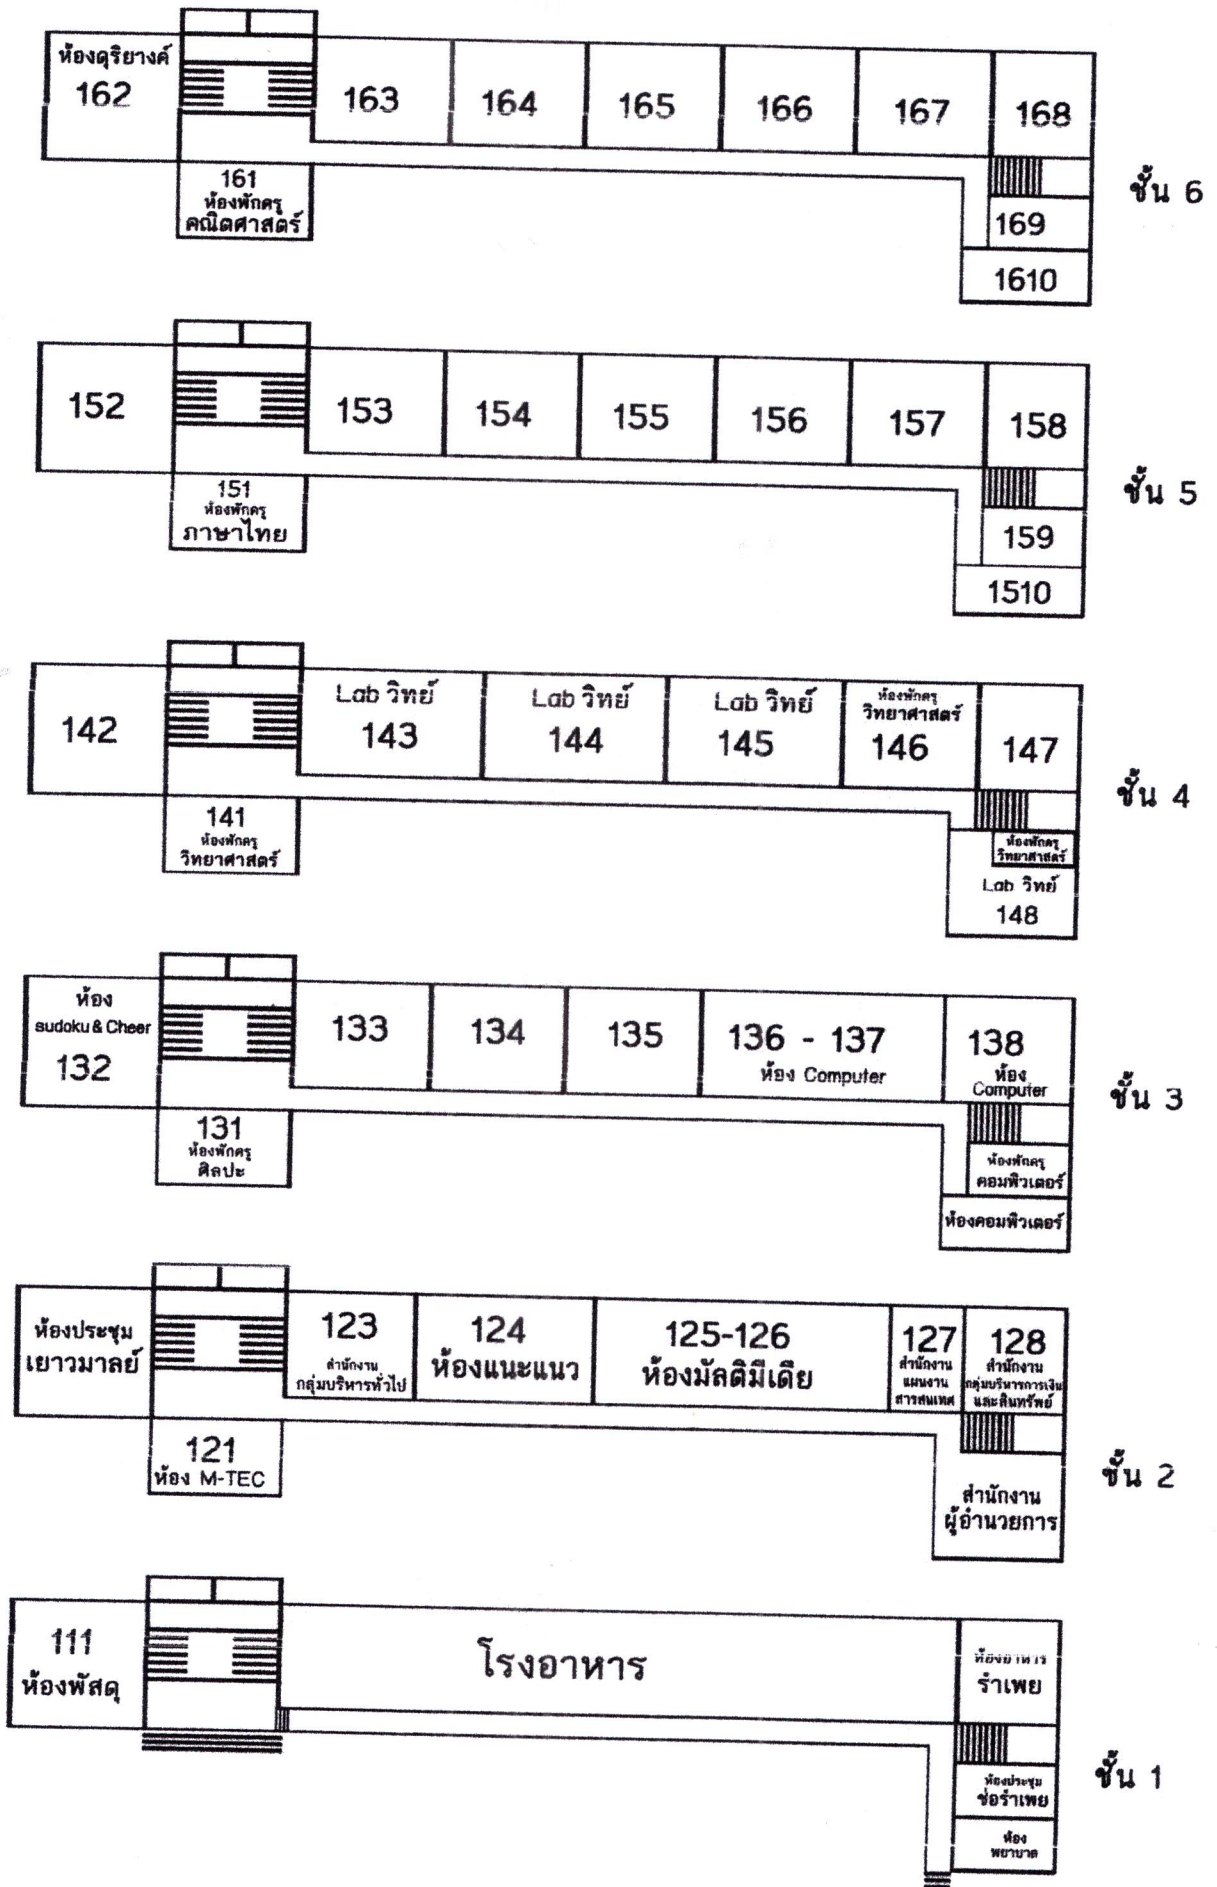 ห้องดุริยางค์
162
163
164
165
166
167
168
161
ห้องพักครู
คณิตศาสตร์
169
1610
ชั้น 6
152
153
154
155
156
157
158
151
ห้องพักครู
ภาษาไทย
159
1510
ชั้น 5
142
Lab วิทย์
143
Lab วิทย์
144
Lab วิทย์
145
ห้องพักครู
วิทยาศาสตร์
146
147
141
ห้องพักครู
วิทยาศาสตร์
ห้องพักครู
วิทยาศาสตร์
Lab วิทย์
148
ชั้น 4
ห้อง
sudoku & Cheer
132
133
134
135
136 - 137
ห้อง Computer
138
ห้อง
Computer
131
ห้องพักครู
ศิลปะ
ห้องพักครู
คอมพิวเตอร์
ห้องคอมพิวเตอร์
ชั้น 3
ห้องประชุม
เยาวมาลย์
123
สำนักงาน
กลุ่มบริหารทั่วไป
124
ห้องแนะแนว
125-126
ห้องมัลติมีเดีย
127
สำนักงาน
แผนงาน
สารสนเทศ
128
สำนักงาน
กลุ่มบริหารการเงิน
และสินทรัพย์
121
ห้อง M-TEC
สำนักงาน
ผู้อำนวยการ
ชั้น 2
111
ห้องพัสดุ
โรงอาหาร
ห้องอาหาร
รำเพย
ห้องประชุม
ช่อรำเพย
ห้อง
พยาบาล
ชั้น 1